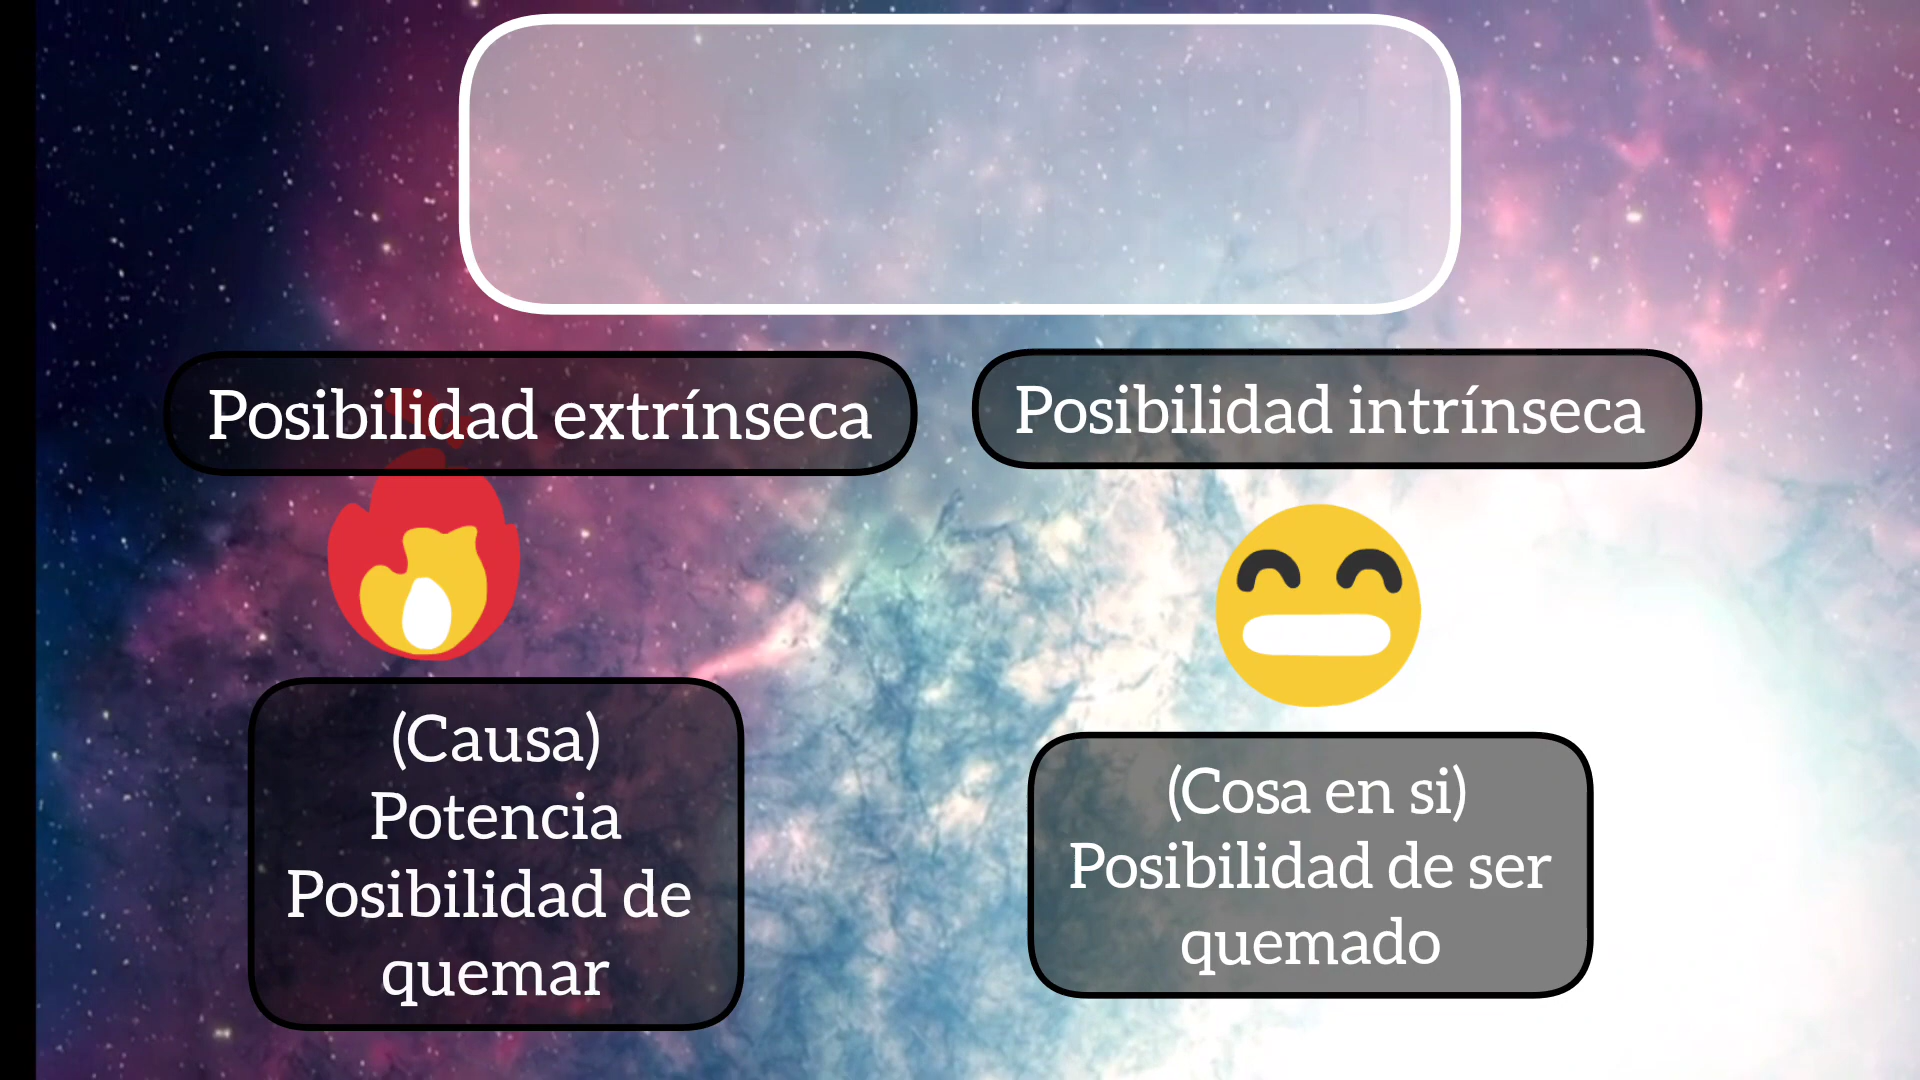 Posibilidad extrínseca
Posibilidad intrínseca
(Causa)
Potencia
Posibilidad de
quemar
(Cosa en si)
Posibilidad de ser
quemado